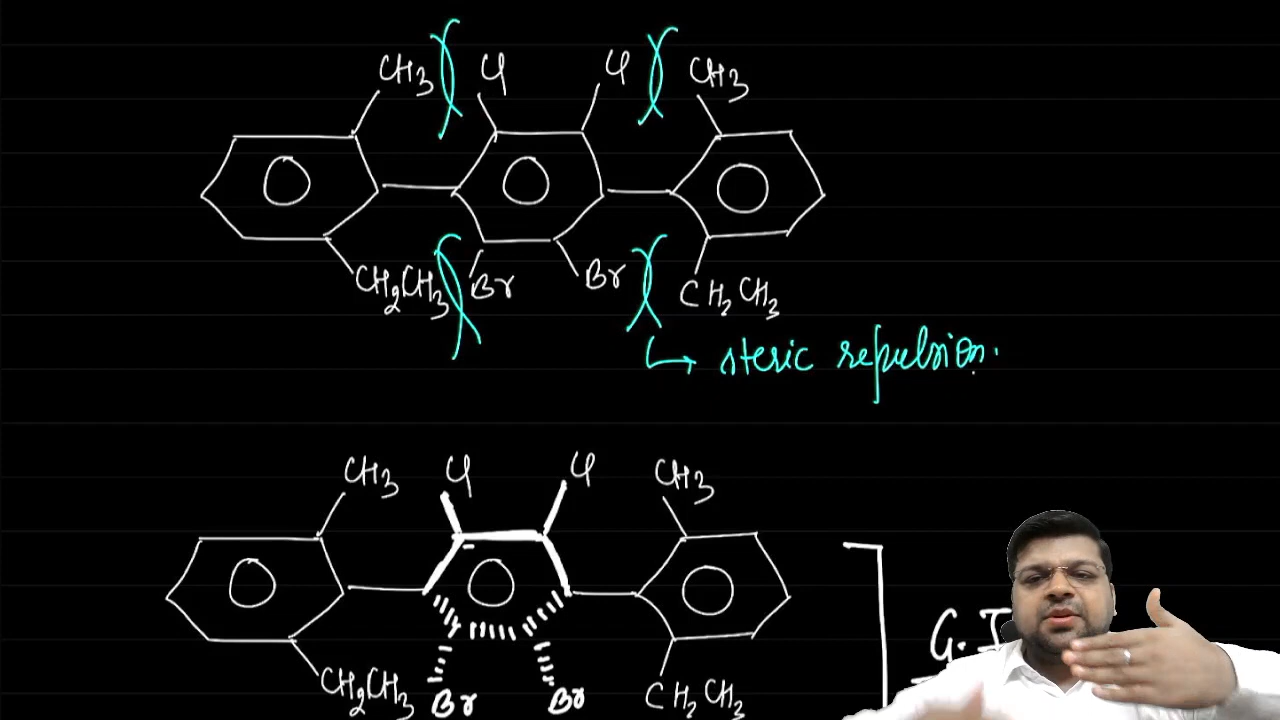 CH3 Cl Cl CH3
CH2CH3 Br Br CH2CH3
steric repulsion.
CH3 Cl Cl CH3
G. I
CH2CH3 Br Br CH2CH3